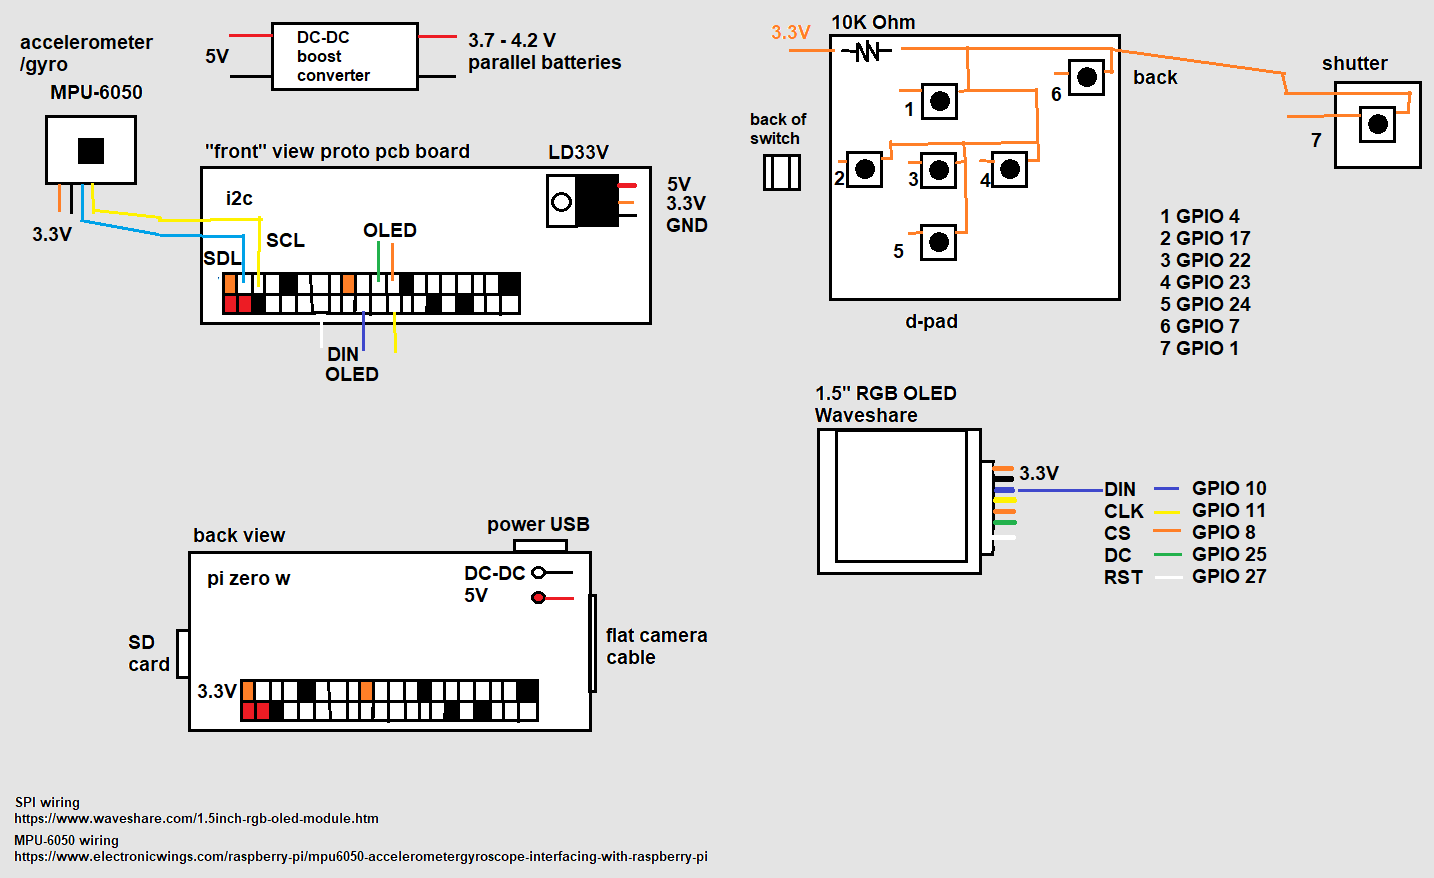 accelerometer
/gyro
MPU-6050
3.3V
5V
DC-DC
boost
converter
3.7 - 4.2 V
parallel batteries
"front" view proto pcb board
LD33V
i2c
SCL
SDL
OLED
5V
3.3V
GND
DIN
OLED
3.3V
10K Ohm
back of
switch
1
2
3
4
5
6
back
shutter
7
d-pad
1 GPIO 4
2 GPIO 17
3 GPIO 22
4 GPIO 23
5 GPIO 24
6 GPIO 7
7 GPIO 1
1.5" RGB OLED
Waveshare
3.3V
DIN GPIO 10
CLK GPIO 11
CS GPIO 8
DC GPIO 25
RST GPIO 27
back view
power USB
pi zero w
DC-DC
5V
SD
card
flat camera
cable
3.3V
SPI wiring
https://www.waveshare.com/1.5inch-rgb-oled-module.htm
MPU-6050 wiring
https://www.electronicwings.com/raspberry-pi/mpu6050-accelerometergyroscope-interfacing-with-raspberry-pi